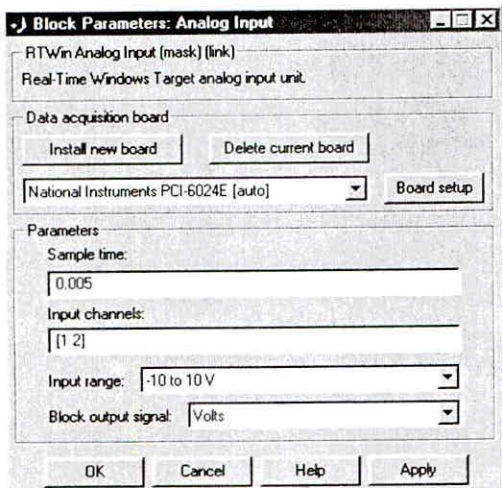 Block Parameters: Analog Input
RTWin Analog Input (mask) (link)
Real-Time Windows Target analog input unit.
Data acquisition board
Install new board
Delete current board
National Instruments PCI-6024E [auto]
Board setup
Parameters
Sample time:
0.005
Input channels:
[1 2]
Input range:
-10 to 10 V
Block output signal:
Volts
OK
Cancel
Help
Apply